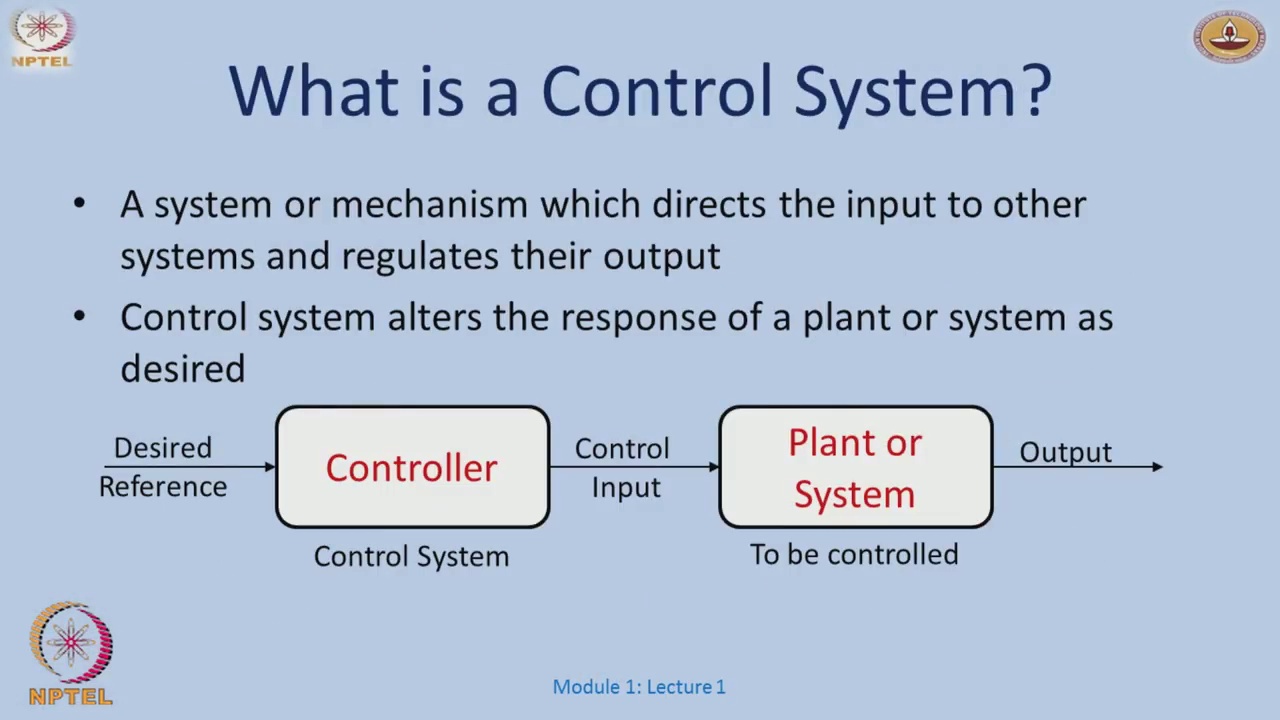 NPTEL
What is a Control System?
• A system or mechanism which directs the input to other
systems and regulates their output
• Control system alters the response of a plant or system as
desired
Desired
Reference
Controller
Control System
Control
Input
Plant or
System
To be controlled
Output
NPTEL
Module 1: Lecture 1